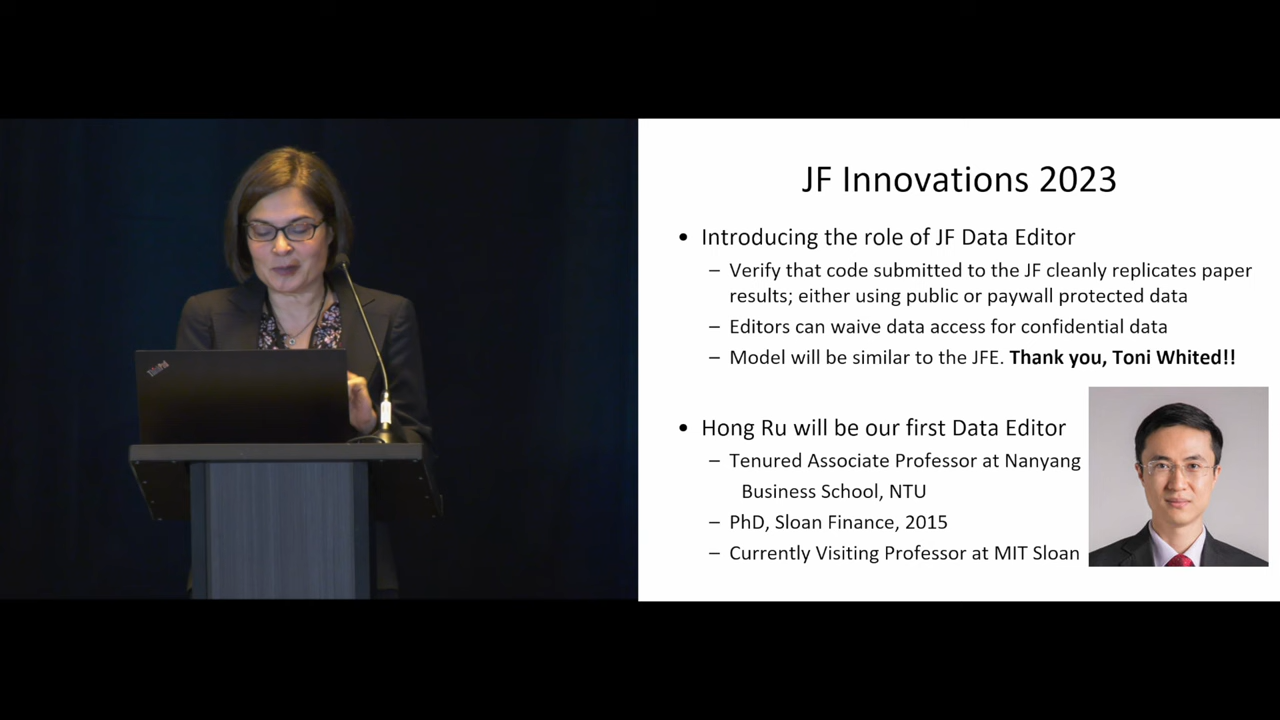 ThinkPad
JF Innovations 2023
• Introducing the role of JF Data Editor
– Verify that code submitted to the JF cleanly replicates paper
results; either using public or paywall protected data
– Editors can waive data access for confidential data
– Model will be similar to the JFE. Thank you, Toni Whited!!
• Hong Ru will be our first Data Editor
– Tenured Associate Professor at Nanyang
Business School, NTU
– PhD, Sloan Finance, 2015
– Currently Visiting Professor at MIT Sloan